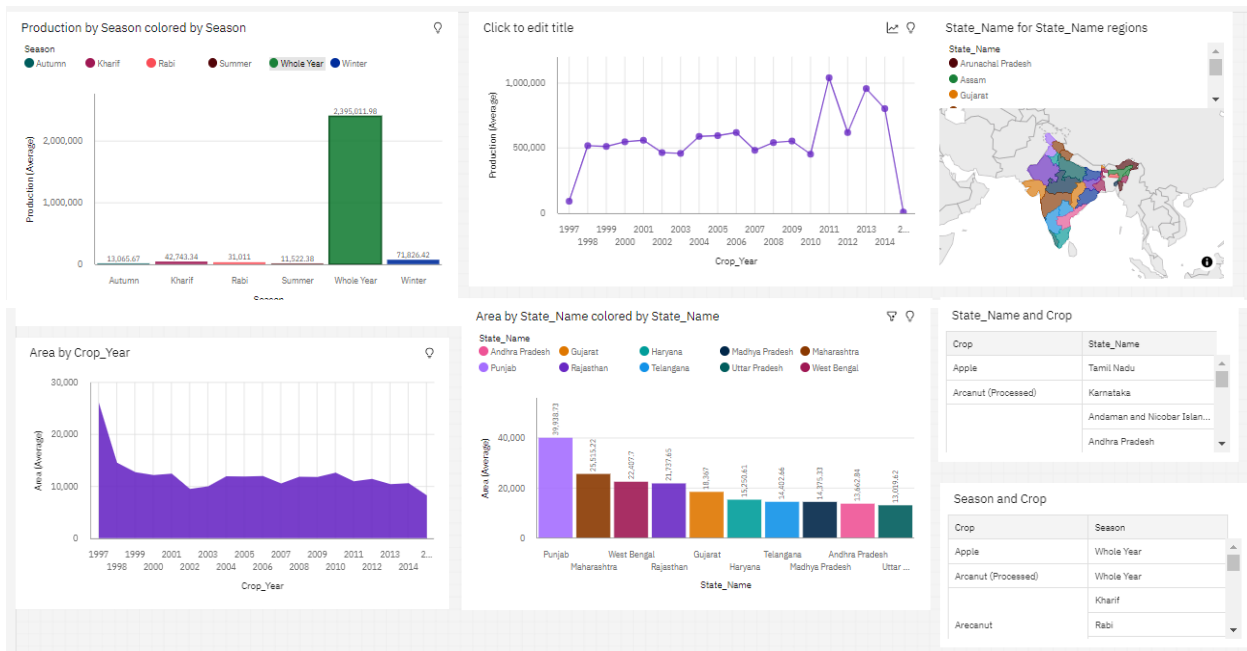 Production by Season colored by Season
Season
Autumn Kharif Rabi Summer Whole Year Winter
Production (Average)
2,000,000
1,000,000
0
13,065.67 42,743.34 31,011 11,522.38 2,395,011.98 71,826.42
Autumn Kharif Rabi Summer Whole Year Winter
Season
Click to edit title
Production (Average)
1,000,000
500,000
0
1997 1999 2001 2003 2005 2007 2009 2011 2013 2...
1998 2000 2002 2004 2006 2008 2010 2012 2014
Crop_Year
State_Name for State_Name regions
State_Name
Arunachal Pradesh
Assam
Gujarat
Area by Crop_Year
Area (Average)
30,000
20,000
10,000
0
1997 1999 2001 2003 2005 2007 2009 2011 2013 2...
1998 2000 2002 2004 2006 2008 2010 2012 2014
Crop_Year
Area by State_Name colored by State_Name
State_Name
Andhra Pradesh Gujarat Haryana Madhya Pradesh Maharashtra
Punjab Rajasthan Telangana Uttar Pradesh West Bengal
Area (Average)
40,000
20,000
0
39,938.73 25,515.22 22,407.7 21,737.65 18,367 15,250.61 14,402.66 14,375.33 13,662.84 13,019.62
Punjab West Bengal Gujarat Telangana Andhra Pradesh
Maharashtra Rajasthan Haryana Madhya Pradesh Uttar ...
State_Name
State_Name and Crop
Crop State_Name
Apple Tamil Nadu
Arcanut (Processed) Karnataka
Andaman and Nicobar Islan...
Andhra Pradesh
Season and Crop
Crop Season
Apple Whole Year
Arcanut (Processed) Whole Year
Kharif
Arecanut Rabi